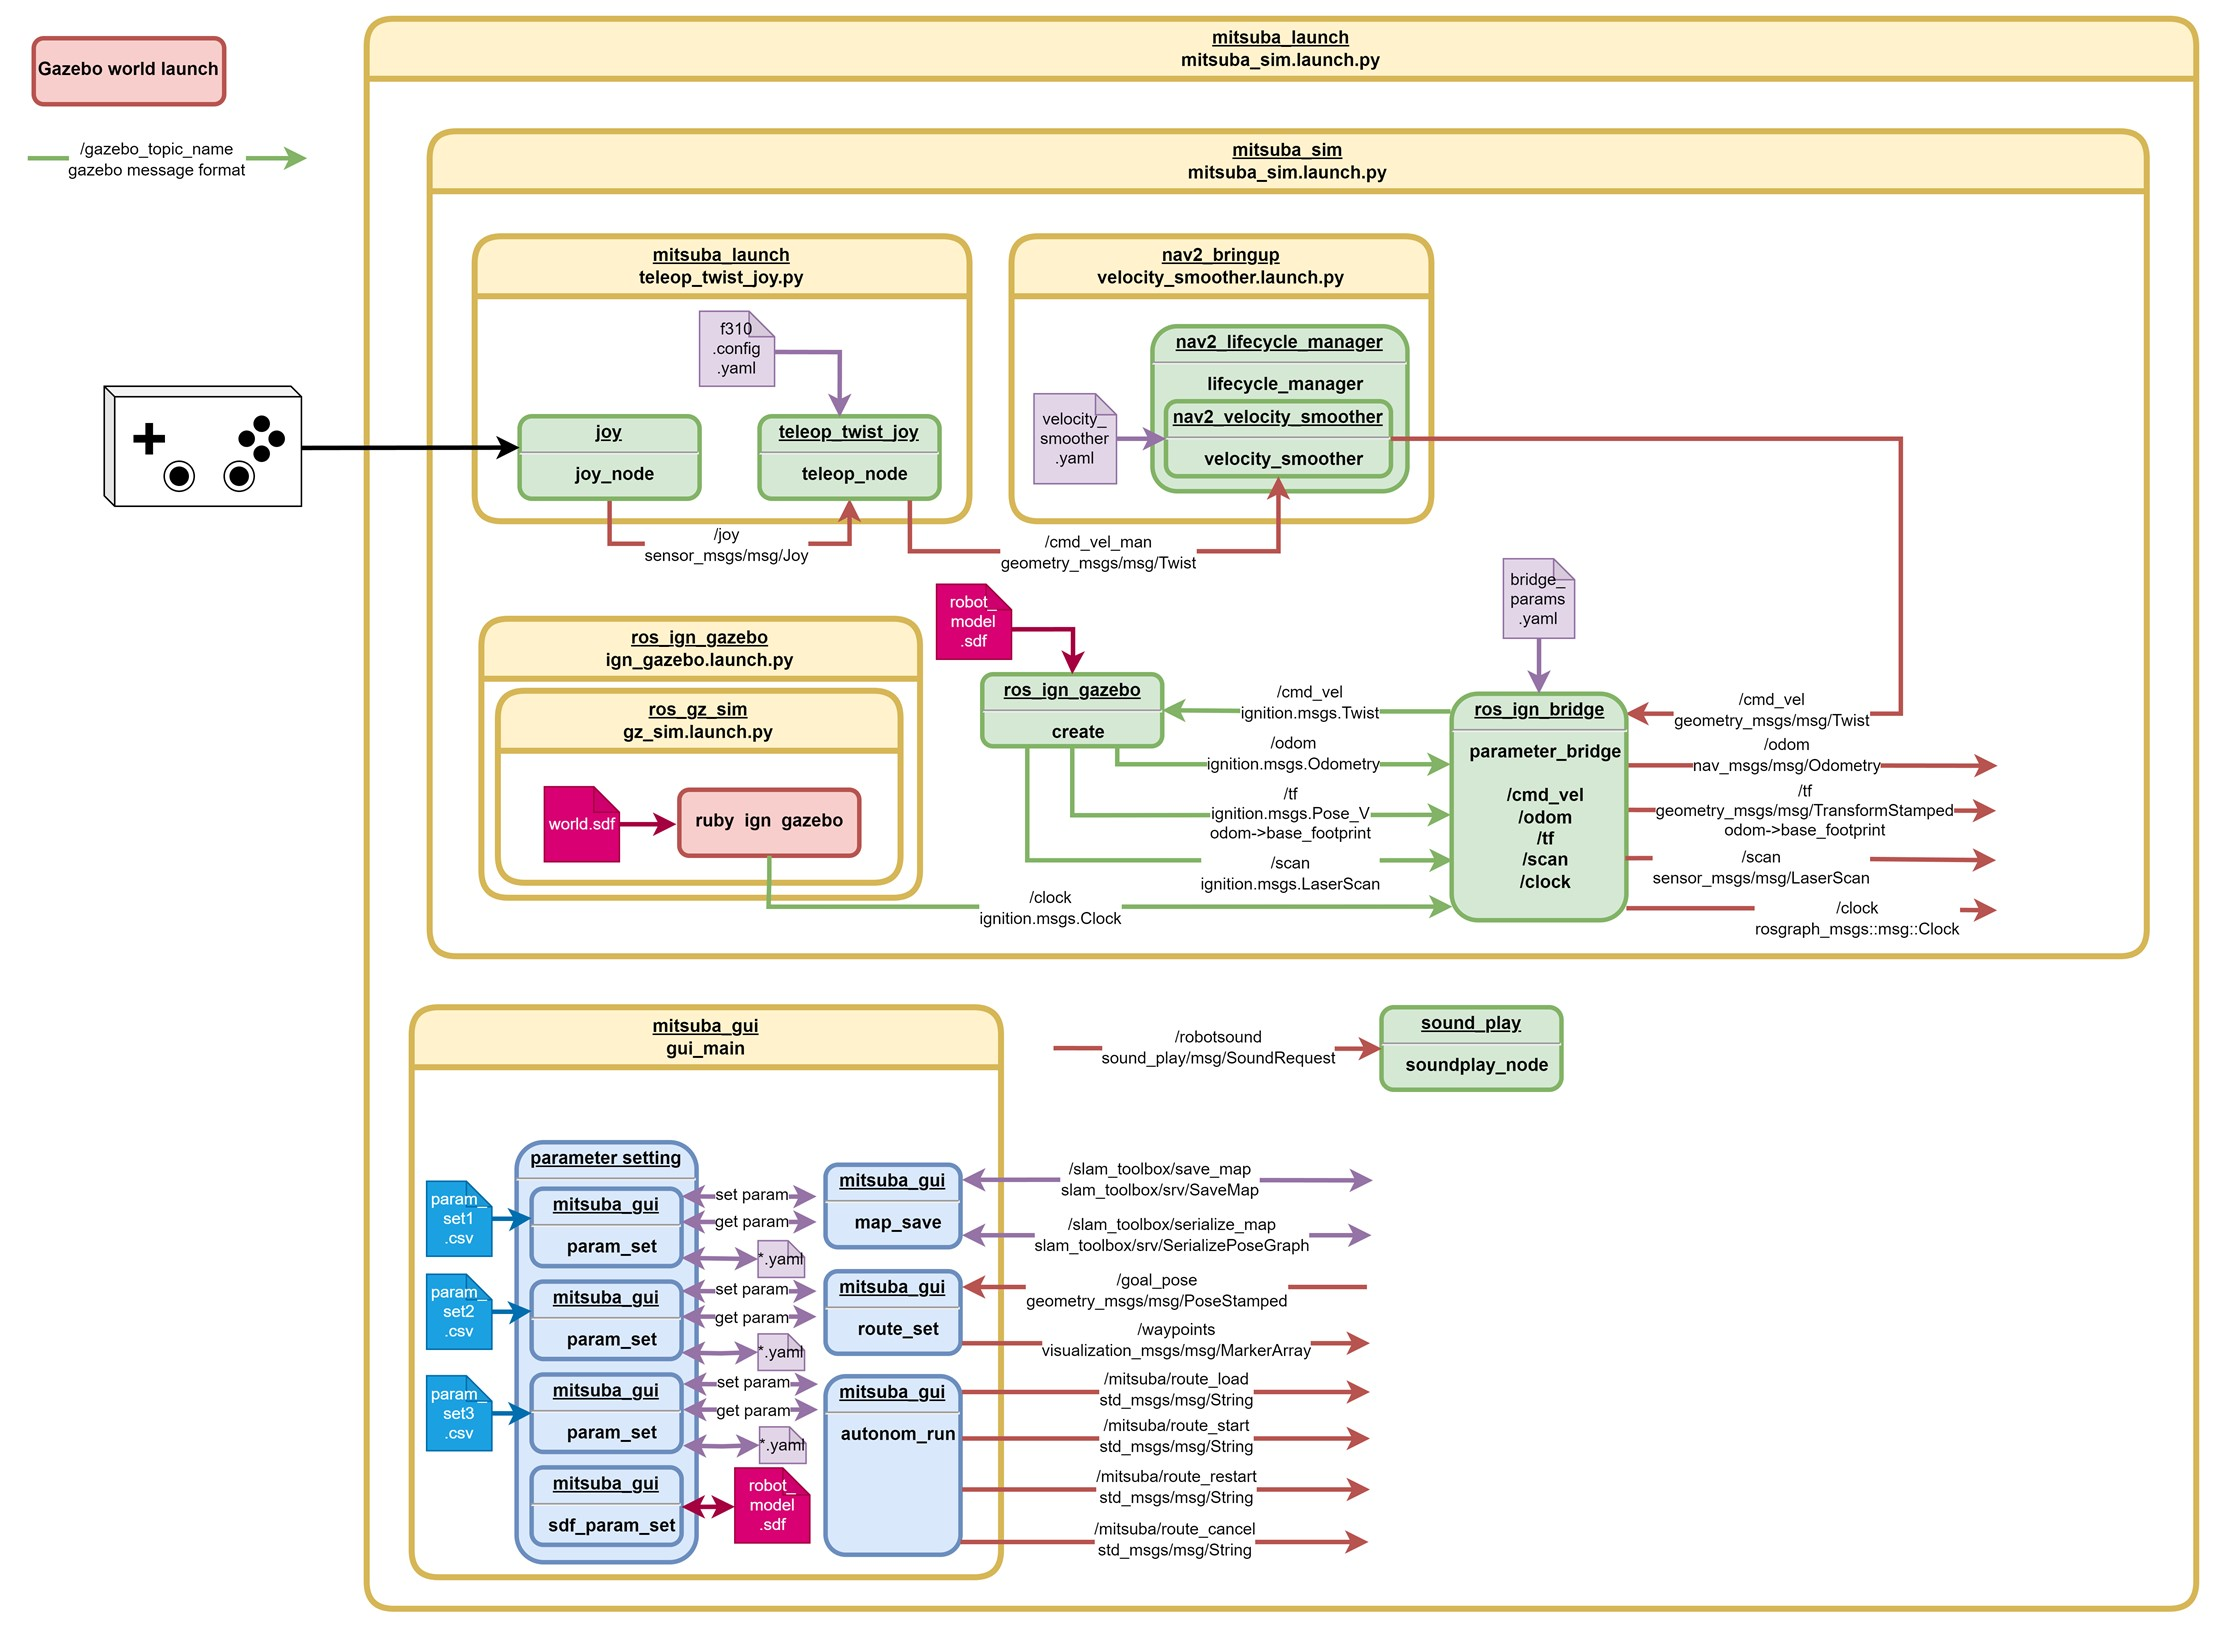 mitsuba_launch
mitsuba_sim.launch.py
Gazebo world launch
/gazebo_topic_name
gazebo message format
mitsuba_sim
mitsuba_sim.launch.py
mitsuba_launch
teleop_twist_joy.py
f310
.config
.yaml
joy
joy_node
teleop_twist_joy
teleop_node
/joy
sensor_msgs/msg/Joy
nav2_bringup
velocity_smoother.launch.py
nav2_lifecycle_manager
lifecycle_manager
velocity_
smoother
.yaml
nav2_velocity_smoother
velocity_smoother
/cmd_vel_man
geometry_msgs/msg/Twist
ros_ign_gazebo
ign_gazebo.launch.py
ros_gz_sim
gz_sim.launch.py
world.sdf
ruby ign gazebo
robot_
model
.sdf
ros_ign_gazebo
create
/cmd_vel
ignition.msgs.Twist
/odom
ignition.msgs.Odometry
/tf
ignition.msgs.Pose_V
odom->base_footprint
/scan
ignition.msgs.LaserScan
/clock
ignition.msgs.Clock
bridge_
params
.yaml
ros_ign_bridge
parameter_bridge
/cmd_vel
/odom
/tf
/scan
/clock
/cmd_vel
geometry_msgs/msg/Twist
/odom
nav_msgs/msg/Odometry
/tf
geometry_msgs/msg/TransformStamped
odom->base_footprint
/scan
sensor_msgs/msg/LaserScan
/clock
rosgraph_msgs::msg::Clock
mitsuba_gui
gui_main
/robotsound
sound_play/msg/SoundRequest
sound_play
soundplay_node
parameter setting
param_
set1
.csv
mitsuba_gui
param_set
set param
get param
*.yaml
param_
set2
.csv
mitsuba_gui
param_set
set param
get param
*.yaml
param_
set3
.csv
mitsuba_gui
param_set
set param
get param
*.yaml
mitsuba_gui
sdf_param_set
robot_
model
.sdf
mitsuba_gui
map_save
/slam_toolbox/save_map
slam_toolbox/srv/SaveMap
/slam_toolbox/serialize_map
slam_toolbox/srv/SerializePoseGraph
mitsuba_gui
route_set
/goal_pose
geometry_msgs/msg/PoseStamped
/waypoints
visualization_msgs/msg/MarkerArray
mitsuba_gui
autonom_run
/mitsuba/route_load
std_msgs/msg/String
/mitsuba/route_start
std_msgs/msg/String
/mitsuba/route_restart
std_msgs/msg/String
/mitsuba/route_cancel
std_msgs/msg/String